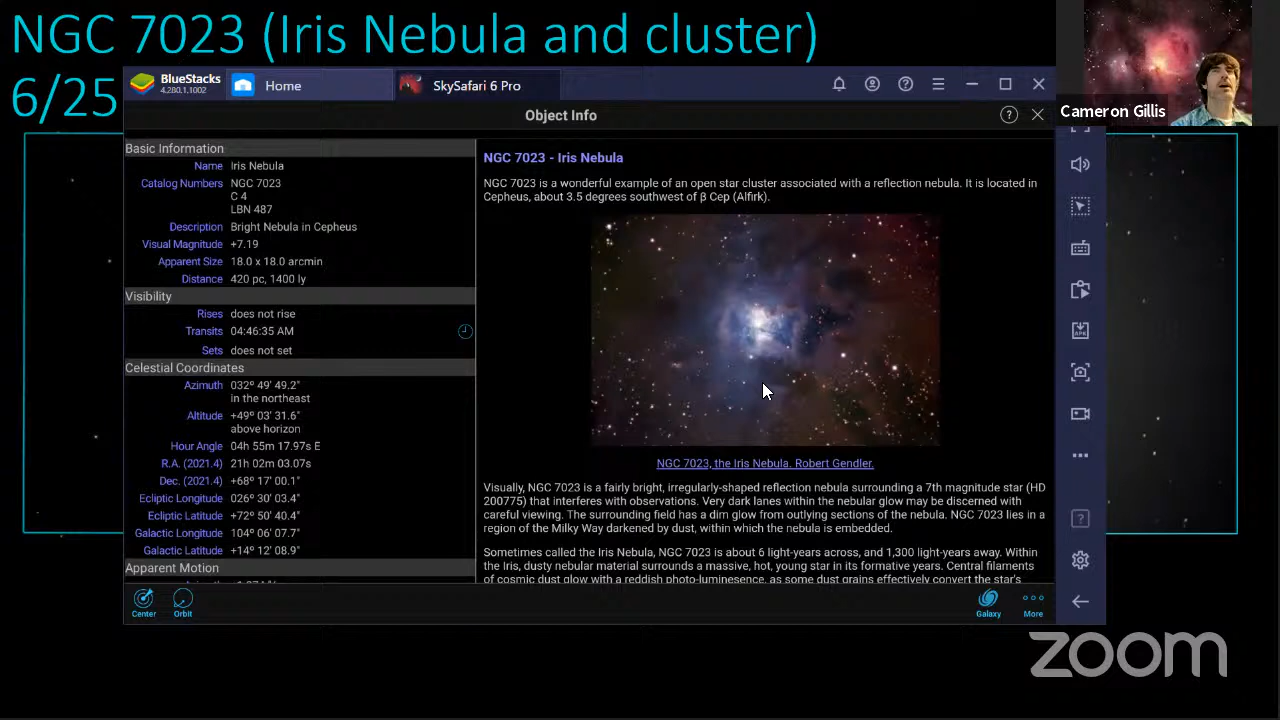 NGC 7023 (Iris Nebula and cluster)
6/25
BlueStacks
4.280.1.1002
Home
SkySafari 6 Pro
Cameron Gillis
Object Info
Basic Information
Name Iris Nebula
Catalog Numbers NGC 7023
C 4
LBN 487
Description Bright Nebula in Cepheus
Visual Magnitude +7.19
Apparent Size 18.0 x 18.0 arcmin
Distance 420 pc, 1400 ly
Visibility
Rises does not rise
Transits 04:46:35 AM
Sets does not set
Celestial Coordinates
Azimuth 032º 49' 49.2"
in the northeast
Altitude +49º 03' 31.6"
above horizon
Hour Angle 04h 55m 17.97s E
R.A. (2021.4) 21h 02m 03.07s
Dec. (2021.4) +68º 17' 00.1"
Ecliptic Longitude 026º 30' 03.4"
Ecliptic Latitude +72º 50' 40.4"
Galactic Longitude 104º 06' 07.7"
Galactic Latitude +14º 12' 08.9"
Apparent Motion
NGC 7023 - Iris Nebula
NGC 7023 is a wonderful example of an open star cluster associated with a reflection nebula. It is located in
Cepheus, about 3.5 degrees southwest of β Cep (Alfirk).
NGC 7023, the Iris Nebula. Robert Gendler.
Visually, NGC 7023 is a fairly bright, irregularly-shaped reflection nebula surrounding a 7th magnitude star (HD
200775) that interferes with observations. Very dark lanes within the nebular glow may be discerned with
careful viewing. The surrounding field has a dim glow from outlying sections of the nebula. NGC 7023 lies in a
region of the Milky Way darkened by dust, within which the nebula is embedded.
Sometimes called the Iris Nebula, NGC 7023 is about 6 light-years across, and 1,300 light-years away. Within
the Iris, dusty nebular material surrounds a massive, hot, young star in its formative years. Central filaments
of cosmic dust glow with a reddish photo-luminesence, as some dust grains effectively convert the star's
Center
Orbit
Galaxy
More
zoom